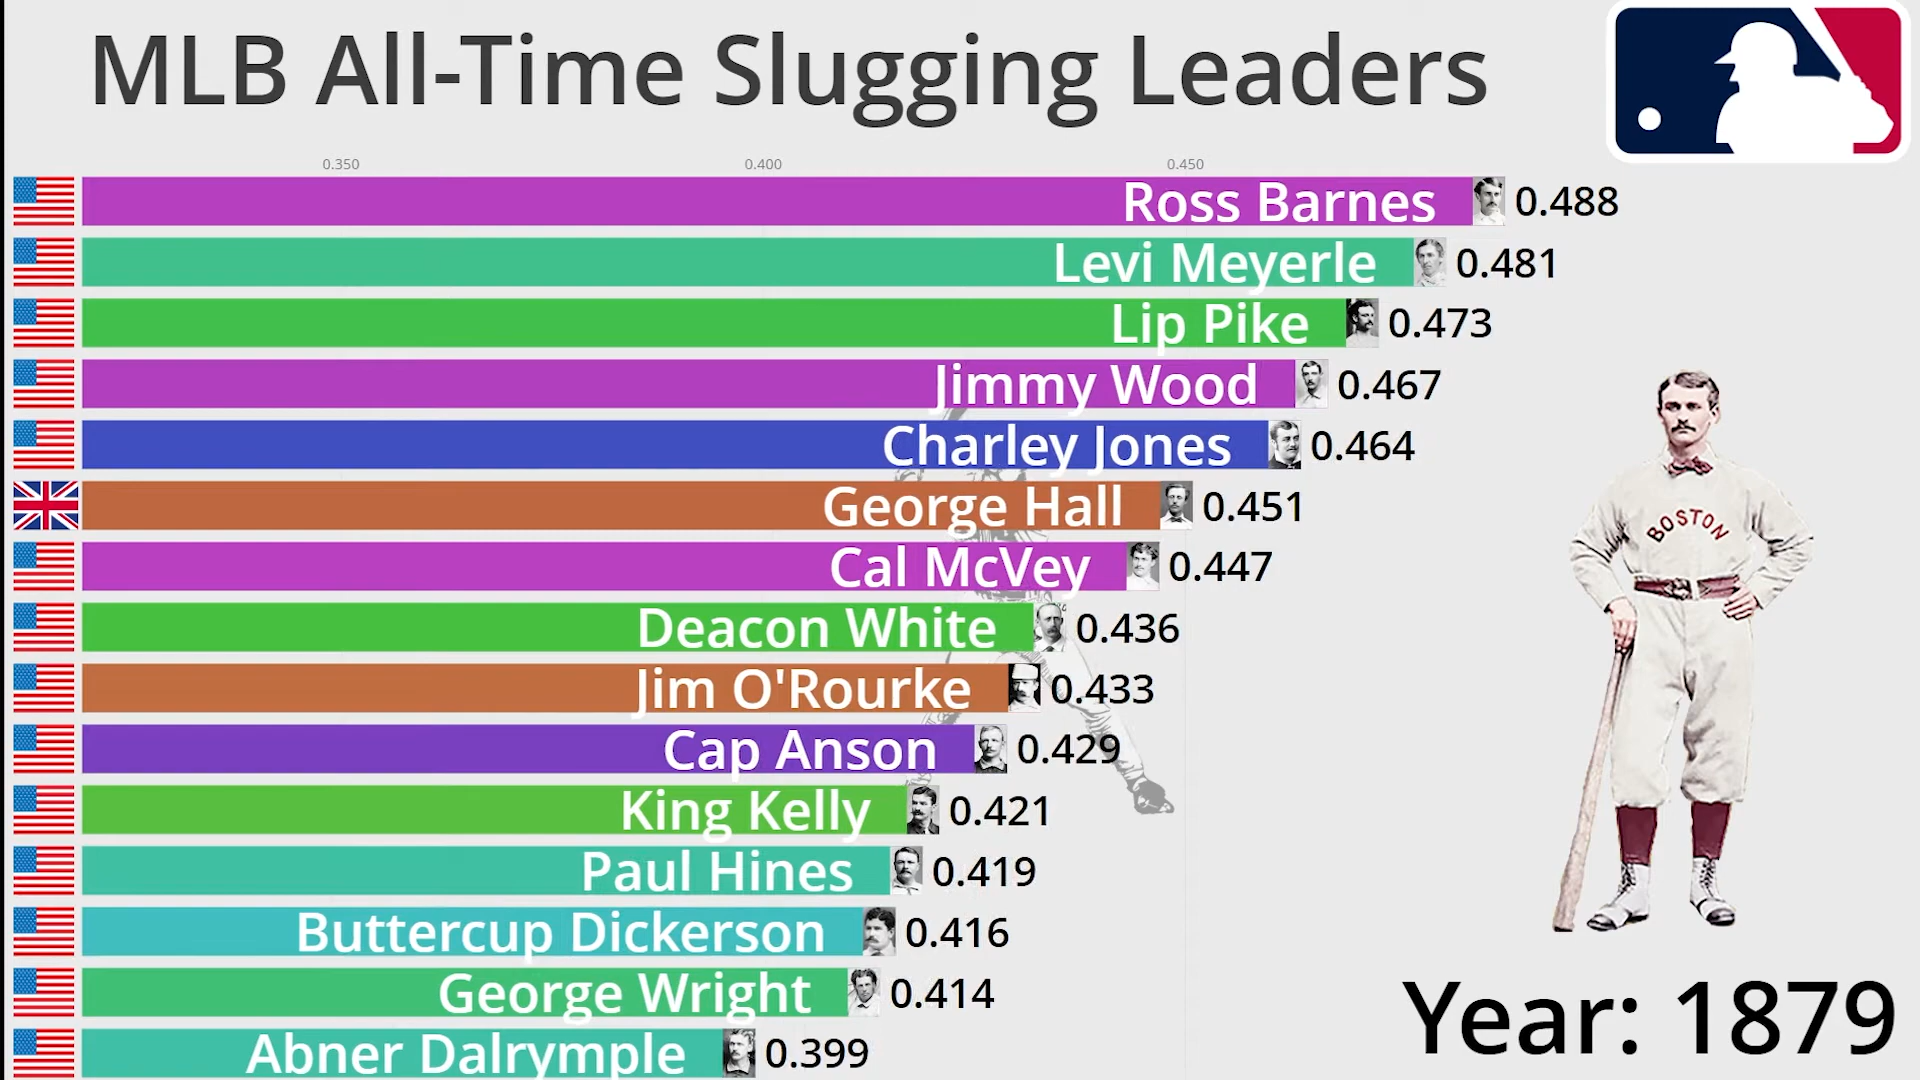 MLB All-Time Slugging Leaders
0.350 0.400 0.450
Ross Barnes 0.488
Levi Meyerle 0.481
Lip Pike 0.473
Jimmy Wood 0.467
Charley Jones 0.464
George Hall 0.451
Cal McVey 0.447
Deacon White 0.436
Jim O'Rourke 0.433
Cap Anson 0.429
King Kelly 0.421
Paul Hines 0.419
Buttercup Dickerson 0.416
George Wright 0.414
Abner Dalrymple 0.399
BOSTON
Year: 1879